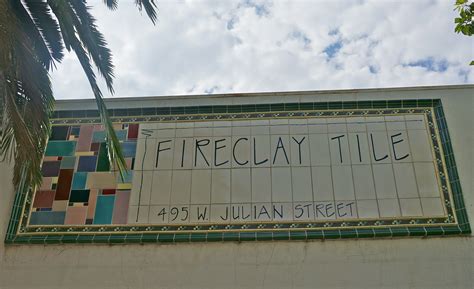 FIRECLAY TILE
495 W. JULIAN STREET